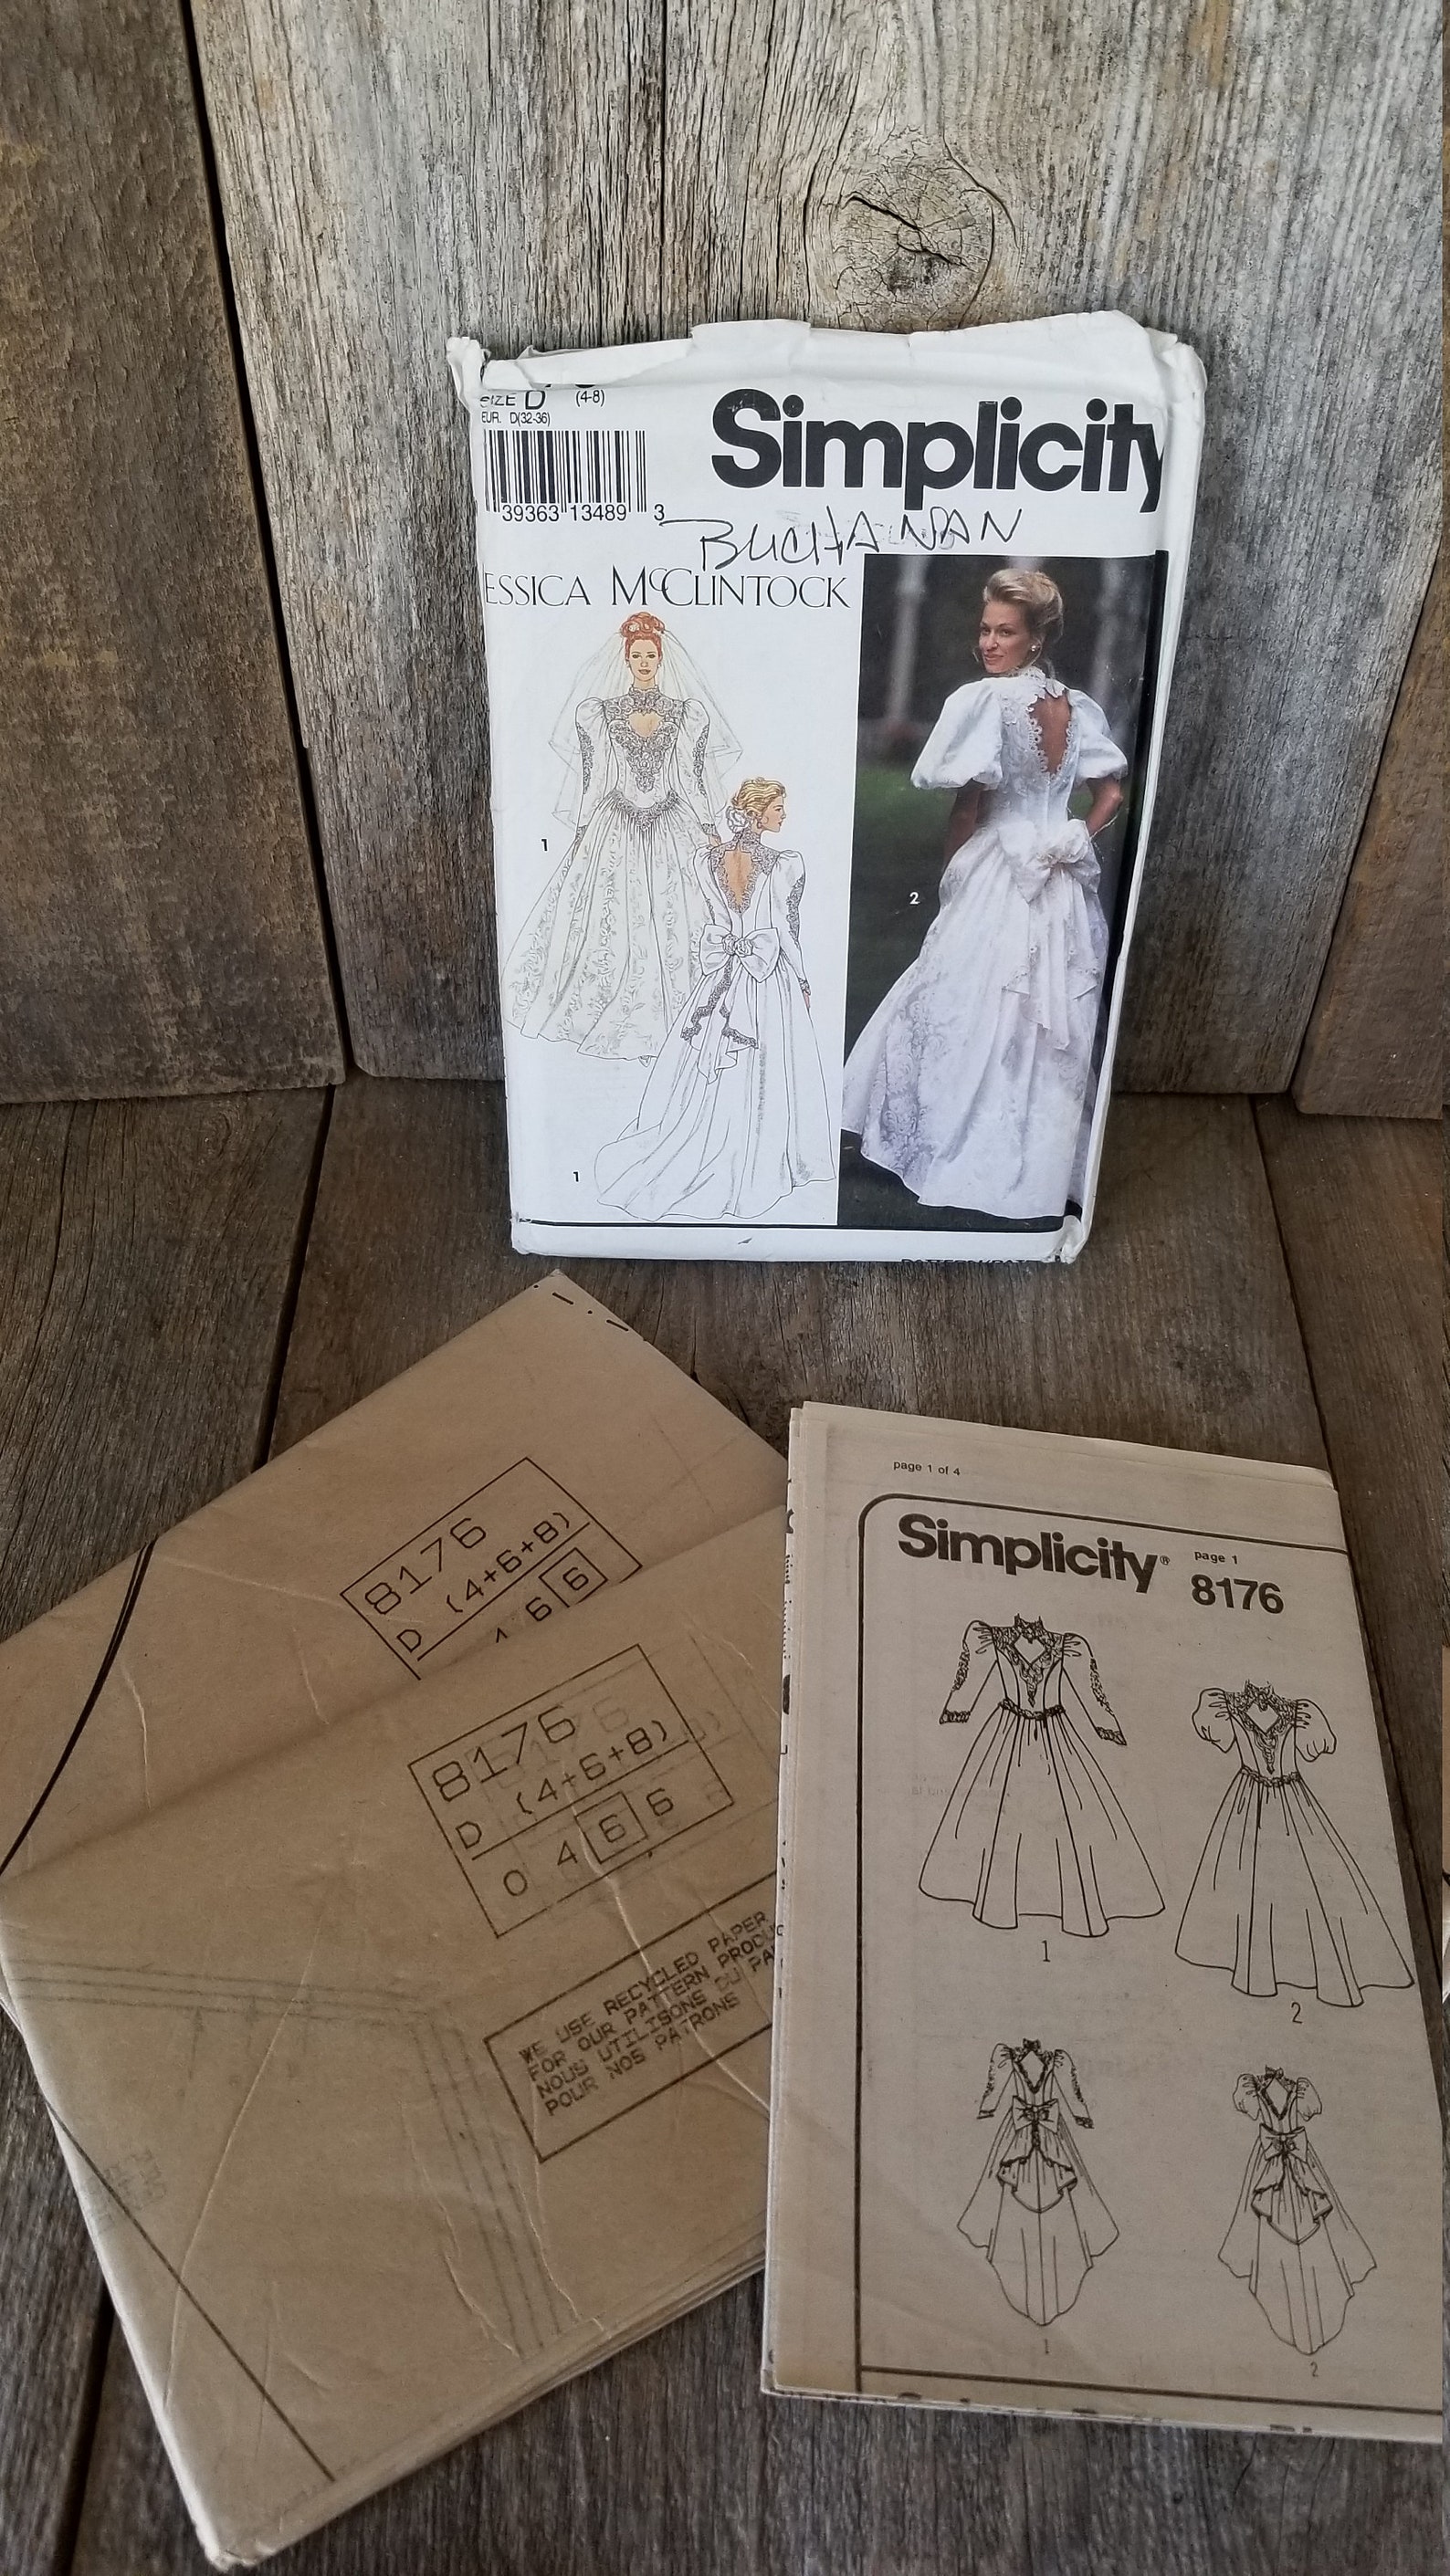 SIZE D (4-8)
EUR. D(32-36)
Simplicity
39363 13489 3
BUCHANAN
ESSICA McCLINTOCK
1
2
1
8176
D (4+6+8)
6 6
8176
D (4+6+8)
0 4 6 6
WE USE RECYCLED PAPER
FOR OUR PATTERN PRODUC
NOUS UTILISONS DU PA
POUR NOS PATRONS
page 1 of 4
Simplicity® page 1
8176
1
2
1
2